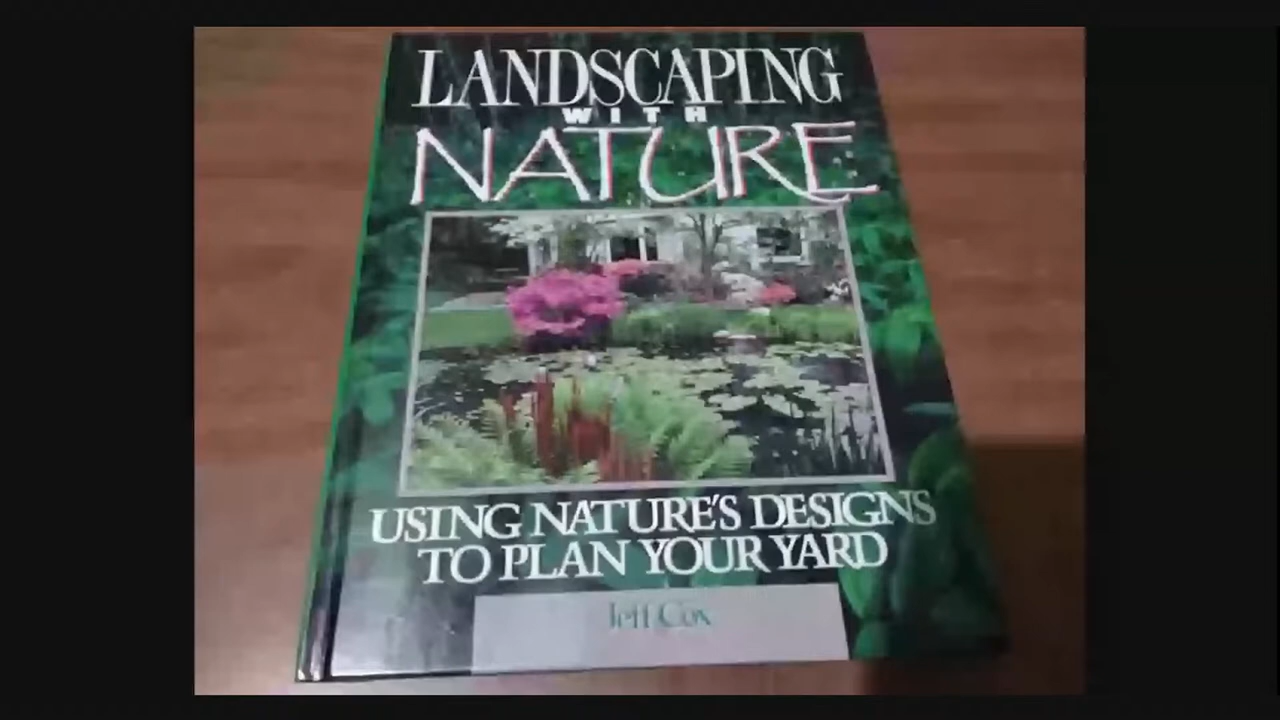 LANDSCAPING
WITH
NATURE
USING NATURE'S DESIGNS
TO PLAN YOUR YARD
Jeff Cox